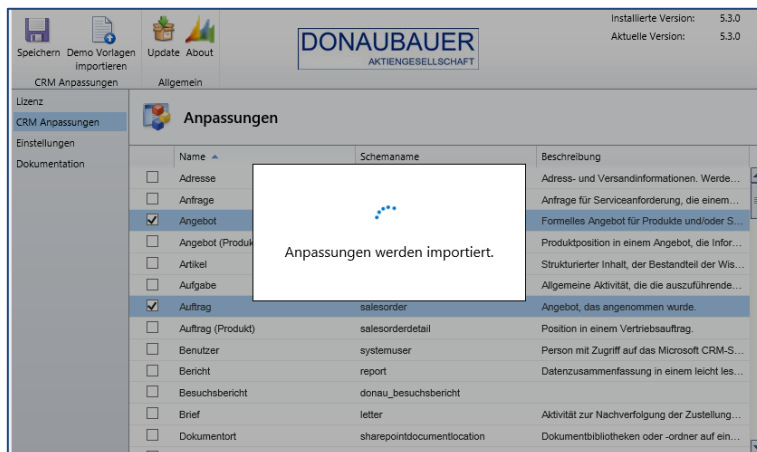 Installierte Version: 5.3.0
Aktuelle Version: 5.3.0
Speichern Demo Vorlagen importieren Update About
CRM Anpassungen Allgemein
DONAUBAUER
AKTIENGESELLSCHAFT
Lizenz
CRM Anpassungen
Einstellungen
Dokumentation
Anpassungen
Name Schemaname Beschreibung
Adresse Adress- und Versandinformationen. Werde...
Anfrage Anfrage für Serviceanforderung, die einem...
Angebot Formelles Angebot für Produkte und/oder S...
Angebot (Produk Produktposition in einem Angebot, die Infor...
Artikel Strukturierter Inhalt, der Bestandteil der Wis...
Aufgabe Allgemeine Aktivität, die die auszuführende...
Anpassungen werden importiert.
Auftrag salesorder Angebot, das angenommen wurde.
Auftrag (Produkt) salesorderdetail Position in einem Vertriebsauftrag.
Benutzer systemuser Person mit Zugriff auf das Microsoft CRM-S...
Bericht report Datenzusammenfassung in einem leicht les...
Besuchsbericht donau_besuchsbericht
Brief letter Aktivität zur Nachverfolgung der Zustellung...
Dokumentort sharepointdocumentlocation Dokumentbibliotheken oder -ordner auf ein...